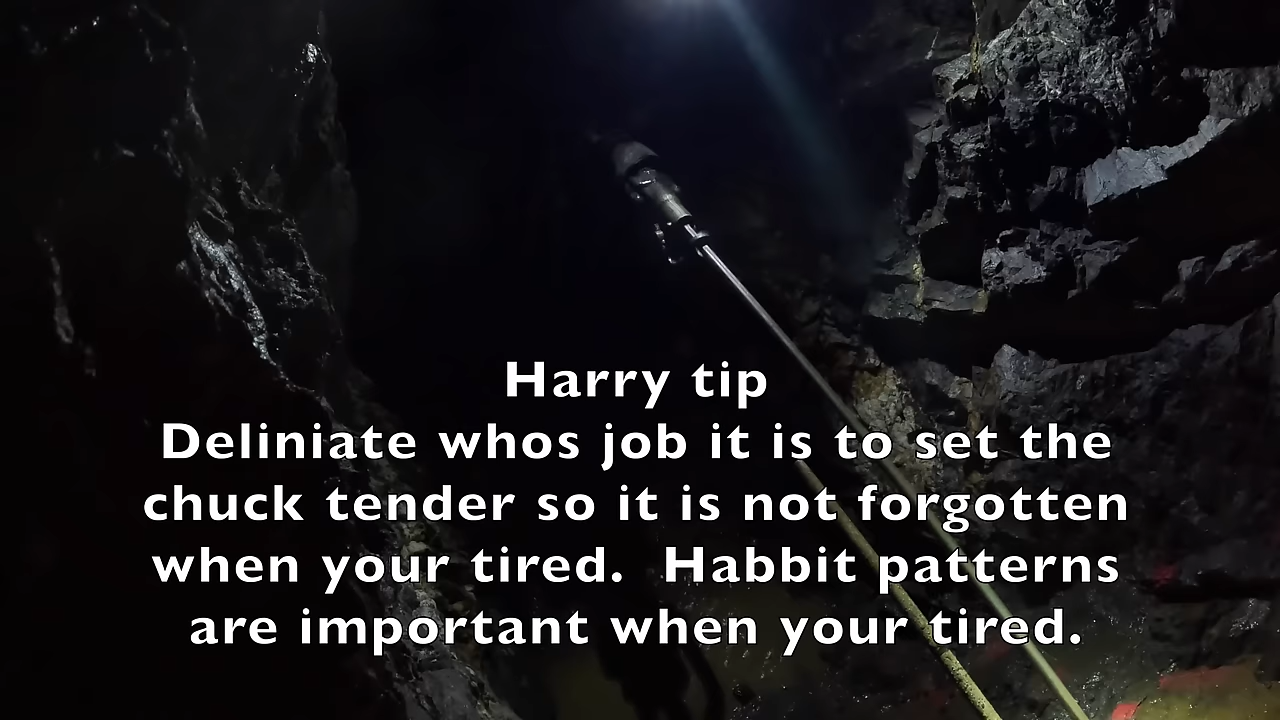 Harry tip
Deliniate whos job it is to set the
chuck tender so it is not forgotten
when your tired.  Habbit patterns
are important when your tired.